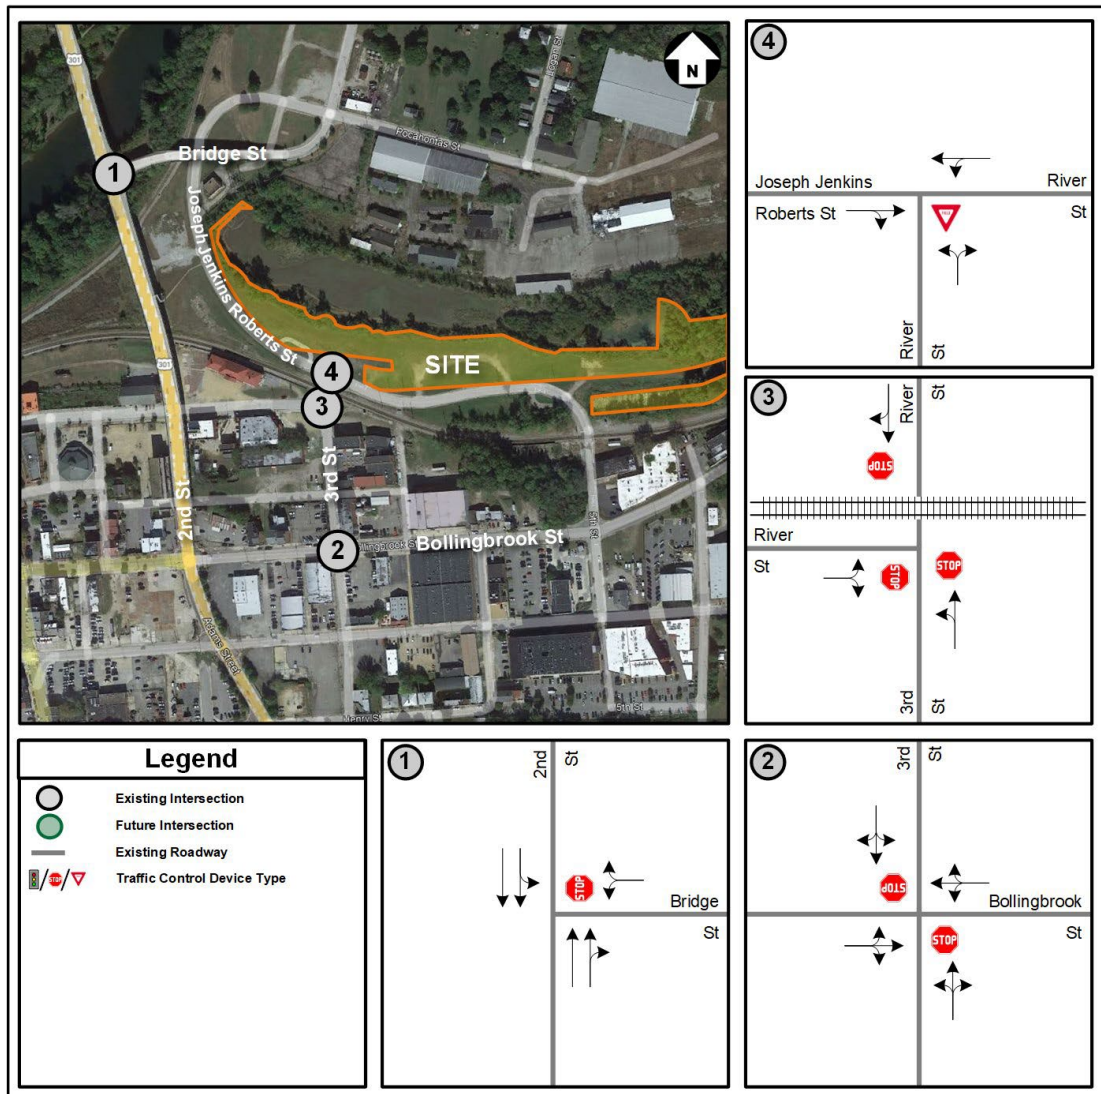 301
N
Logan St
Pocahontas St
Bridge St
1
Joseph Jenkins Roberts St
301
SITE
4
3
3rd St
2nd St
2
Bollingbrook St
5th St
Adams Street
Henry St
5th St
4
Joseph Jenkins
River
Roberts St
YIELD
St
River
St
3
River
St
STOP
River
St
STOP
STOP
3rd
St
Legend
Existing Intersection
Future Intersection
Existing Roadway
/STOP/
Traffic Control Device Type
1
2nd
St
STOP
Bridge
St
2
3rd
St
STOP
Bollingbrook
STOP
St